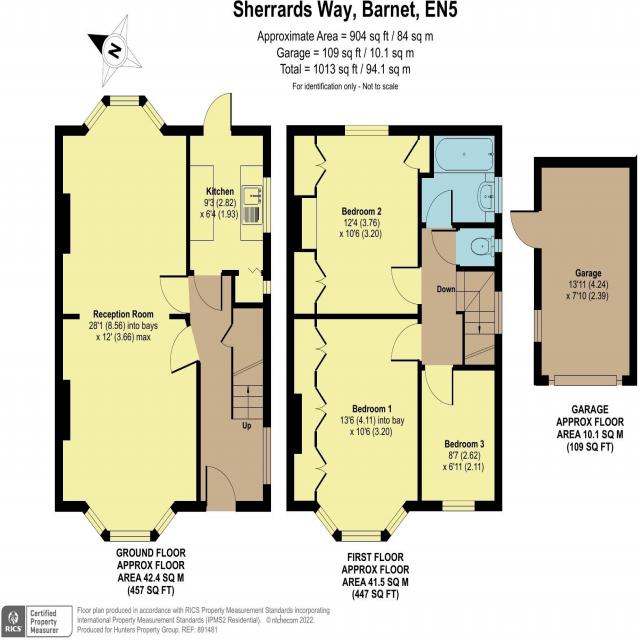 Sherrards Way, Barnet, EN5
Approximate Area = 904 sq ft / 84 sq m
Garage = 109 sq ft / 10.1 sq m
Total = 1013 sq ft / 94.1 sq m
For identification only - Not to scale
N
Kitchen
9'3 (2.82)
x 6'4 (1.93)
Reception Room
28'1 (8.56) into bays
x 12' (3.66) max
Up
GROUND FLOOR
APPROX FLOOR
AREA 42.4 SQ M
(457 SQ FT)
Bedroom 2
12'4 (3.76)
x 10'6 (3.20)
Down
Bedroom 1
13'6 (4.11) into bay
x 10'6 (3.20)
Bedroom 3
8'7 (2.62)
x 6'11 (2.11)
FIRST FLOOR
APPROX FLOOR
AREA 41.5 SQ M
(447 SQ FT)
Garage
13'11 (4.24)
x 7'10 (2.39)
GARAGE
APPROX FLOOR
AREA 10.1 SQ M
(109 SQ FT)
RICS
Certified
Property
Measurer
Floor plan produced in accordance with RICS Property Measurement Standards incorporating
International Property Measurement Standards (IPMS2 Residential). © nichecom 2022.
Produced for Hunters Property Group. REF: 891481